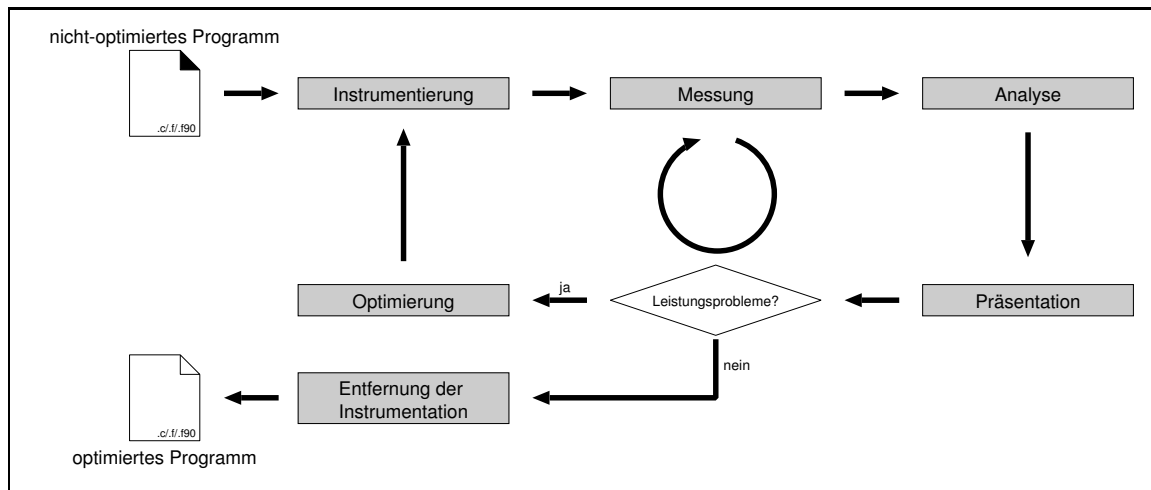 nicht-optimiertes Programm
.c/.f/.f90
Instrumentierung
Messung
Analyse
Optimierung
ja
Leistungsprobleme?
Präsentation
nein
Entfernung der
Instrumentation
.c/.f/.f90
optimiertes Programm